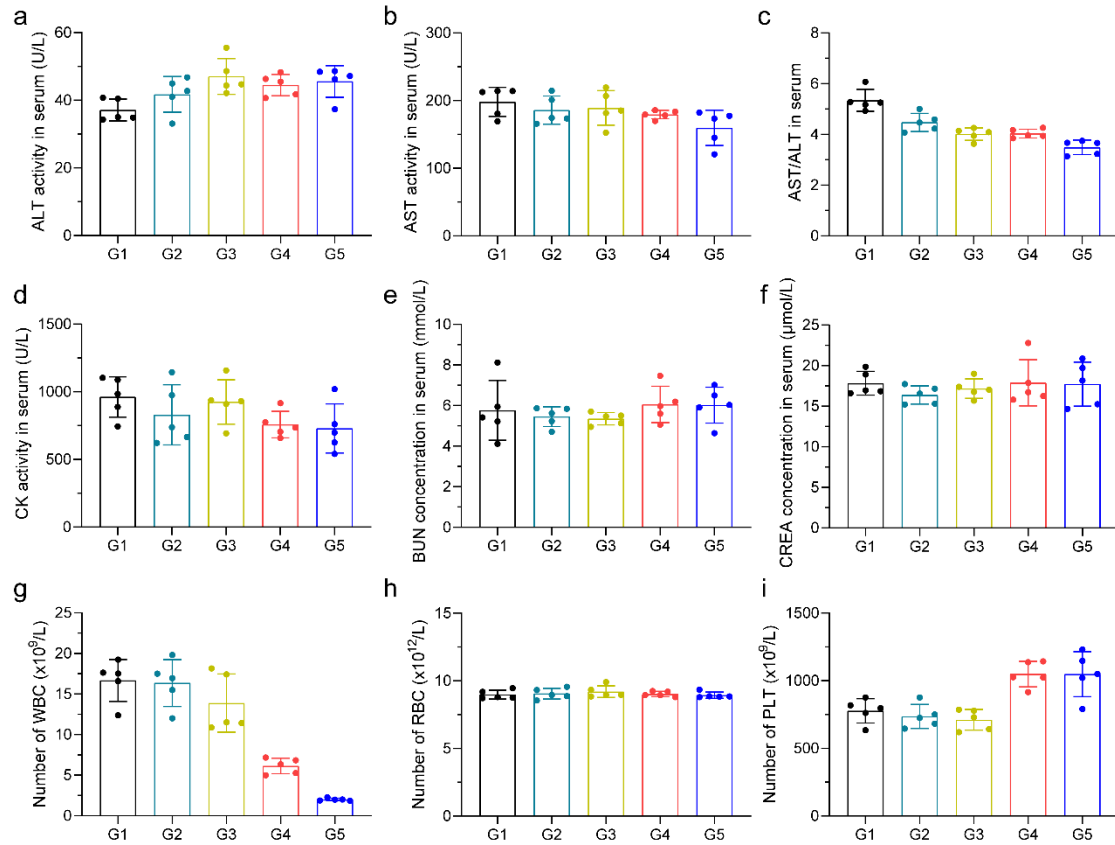 a
ALT activity in serum (U/L)
60
40
20
0
G1 G2 G3 G4 G5
b
AST activity in serum (U/L)
300
200
100
0
G1 G2 G3 G4 G5
c
AST/ALT in serum
8
6
4
2
0
G1 G2 G3 G4 G5
d
CK activity in serum (U/L)
1500
1000
500
0
G1 G2 G3 G4 G5
e
BUN concentration in serum (mmol/L)
10
8
6
4
2
0
G1 G2 G3 G4 G5
f
CREA concentration in serum (μmol/L)
25
20
15
10
5
0
G1 G2 G3 G4 G5
g
Number of WBC (x10⁹/L)
25
20
15
10
5
0
G1 G2 G3 G4 G5
h
Number of RBC (x10¹²/L)
15
10
5
0
G1 G2 G3 G4 G5
i
Number of PLT (x10⁹/L)
1500
1000
500
0
G1 G2 G3 G4 G5